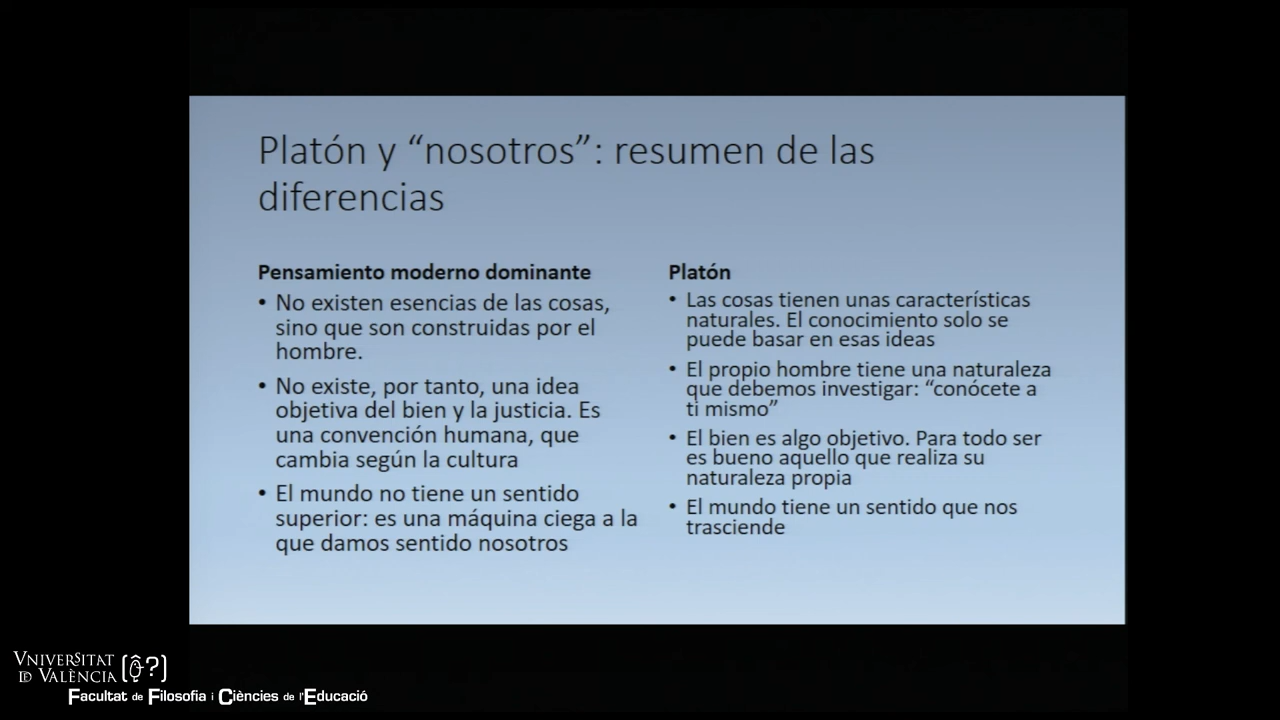 Platón y “nosotros”: resumen de las
diferencias
Pensamiento moderno dominante
• No existen esencias de las cosas,
sino que son construidas por el
hombre.
• No existe, por tanto, una idea
objetiva del bien y la justicia. Es
una convención humana, que
cambia según la cultura
• El mundo no tiene un sentido
superior: es una máquina ciega a la
que damos sentido nosotros
Platón
• Las cosas tienen unas características
naturales. El conocimiento solo se
puede basar en esas ideas
• El propio hombre tiene una naturaleza
que debemos investigar: “conócete a
ti mismo”
• El bien es algo objetivo. Para todo ser
es bueno aquello que realiza su
naturaleza propia
• El mundo tiene un sentido que nos
trasciende
VNIVERSITAT
DE VALÈNCIA
Facultat de Filosofia i Ciències de l'Educació